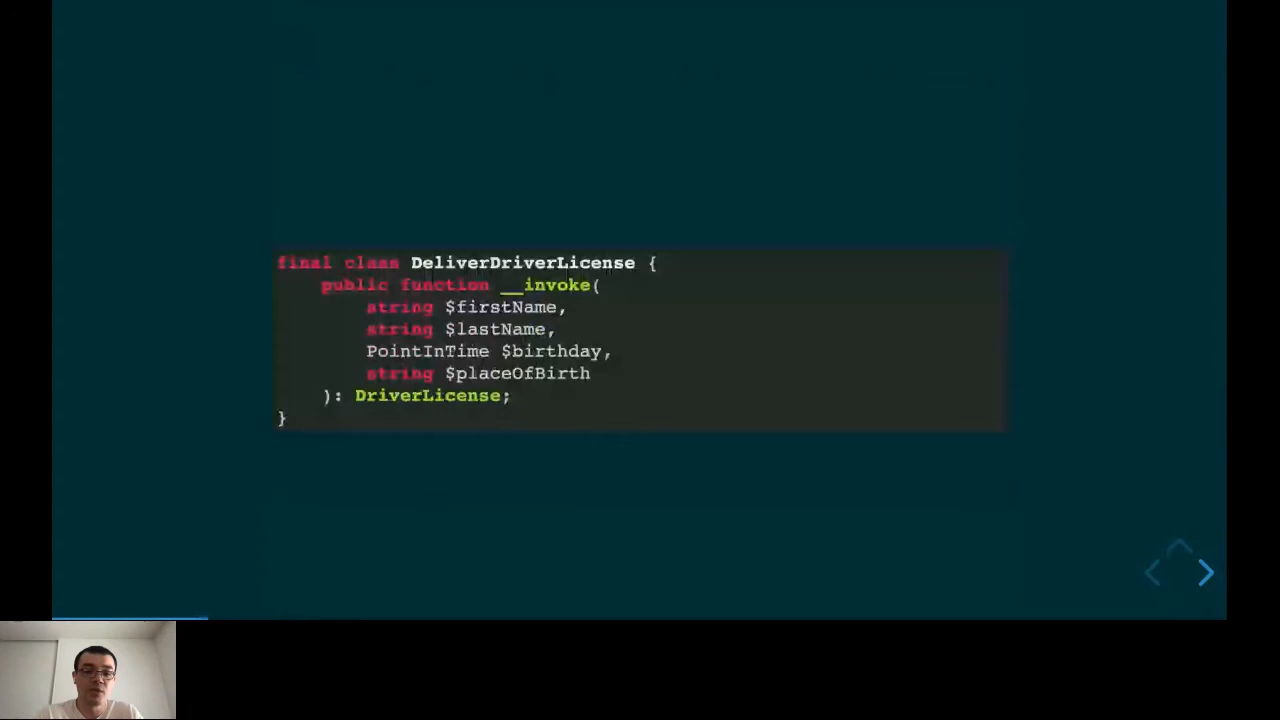 final class DeliverDriverLicense {
public function __invoke(
string $firstName,
string $lastName,
PointInTime $birthday,
string $placeOfBirth
): DriverLicense;
}